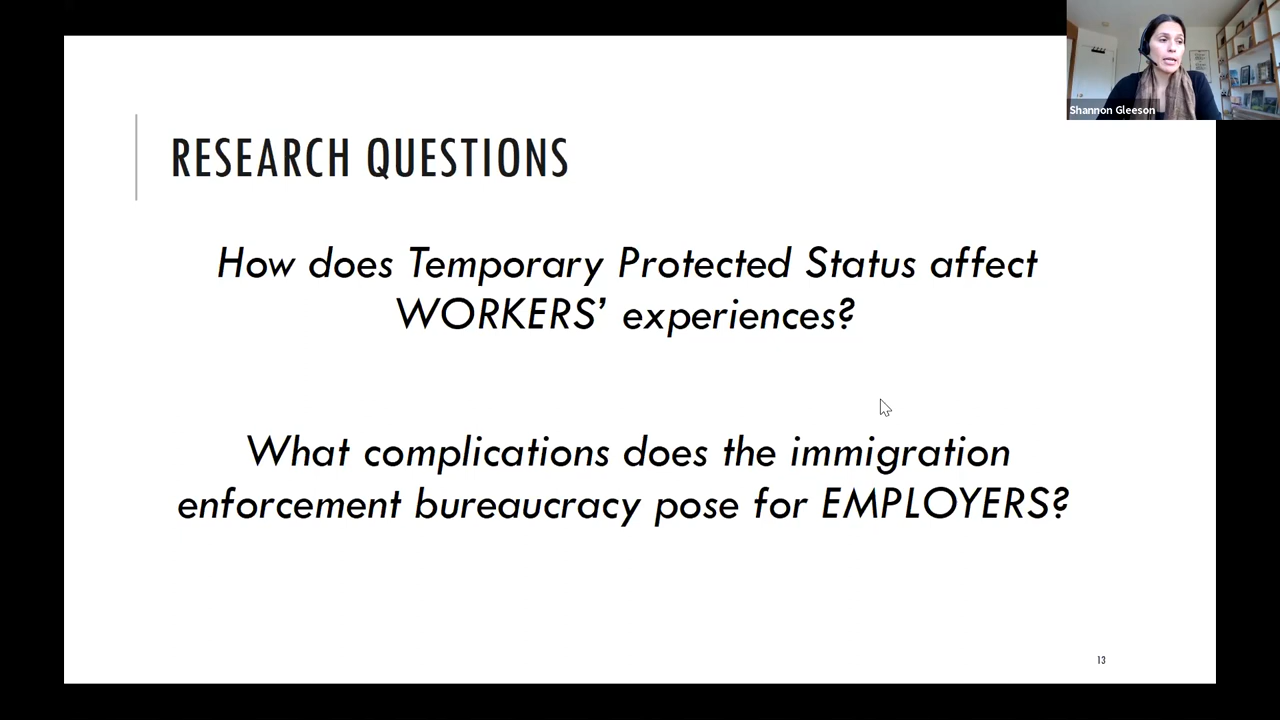 Shannon Gleeson
RESEARCH QUESTIONS
How does Temporary Protected Status affect
WORKERS’ experiences?
What complications does the immigration
enforcement bureaucracy pose for EMPLOYERS?
13